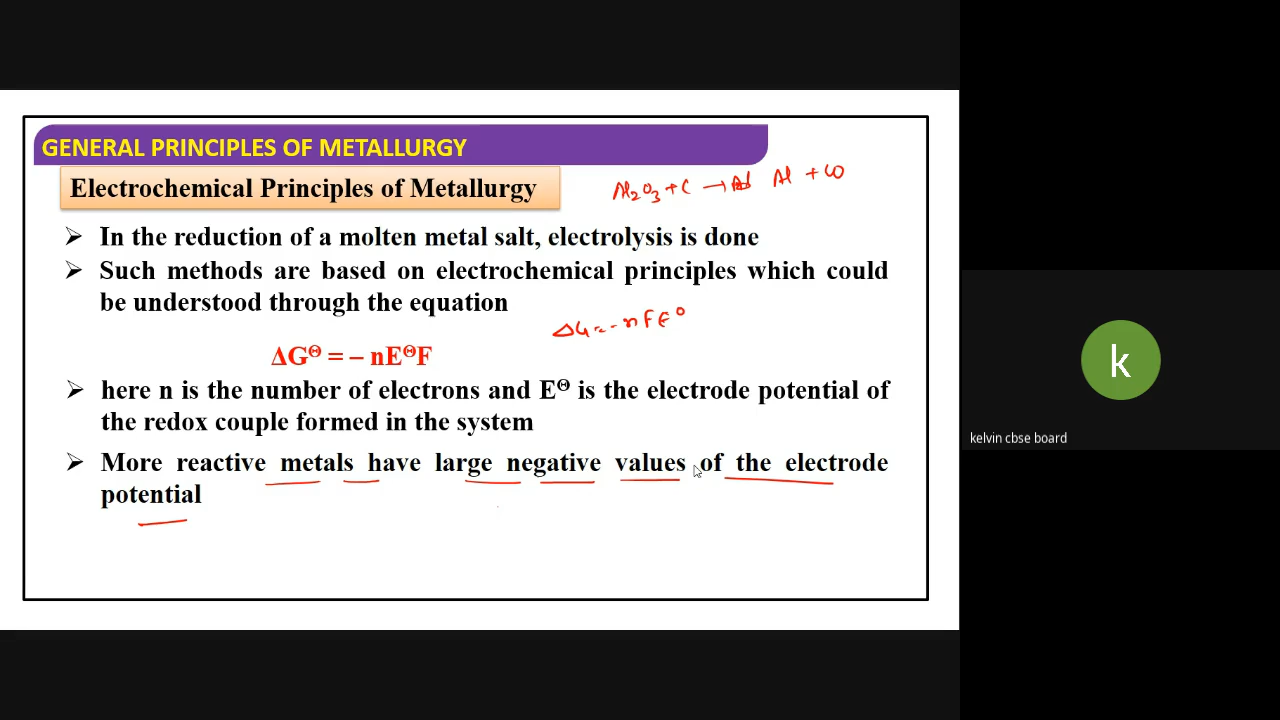 GENERAL PRINCIPLES OF METALLURGY
Electrochemical Principles of Metallurgy
Al2O3 + C → Al Al + CO
➢ In the reduction of a molten metal salt, electrolysis is done
➢ Such methods are based on electrochemical principles which could
be understood through the equation
ΔG = - nFE⁰
ΔG^Θ = – nE^ΘF
➢ here n is the number of electrons and E^Θ is the electrode potential of
the redox couple formed in the system
➢ More reactive metals have large negative values of the electrode
potential
k
kelvin cbse board